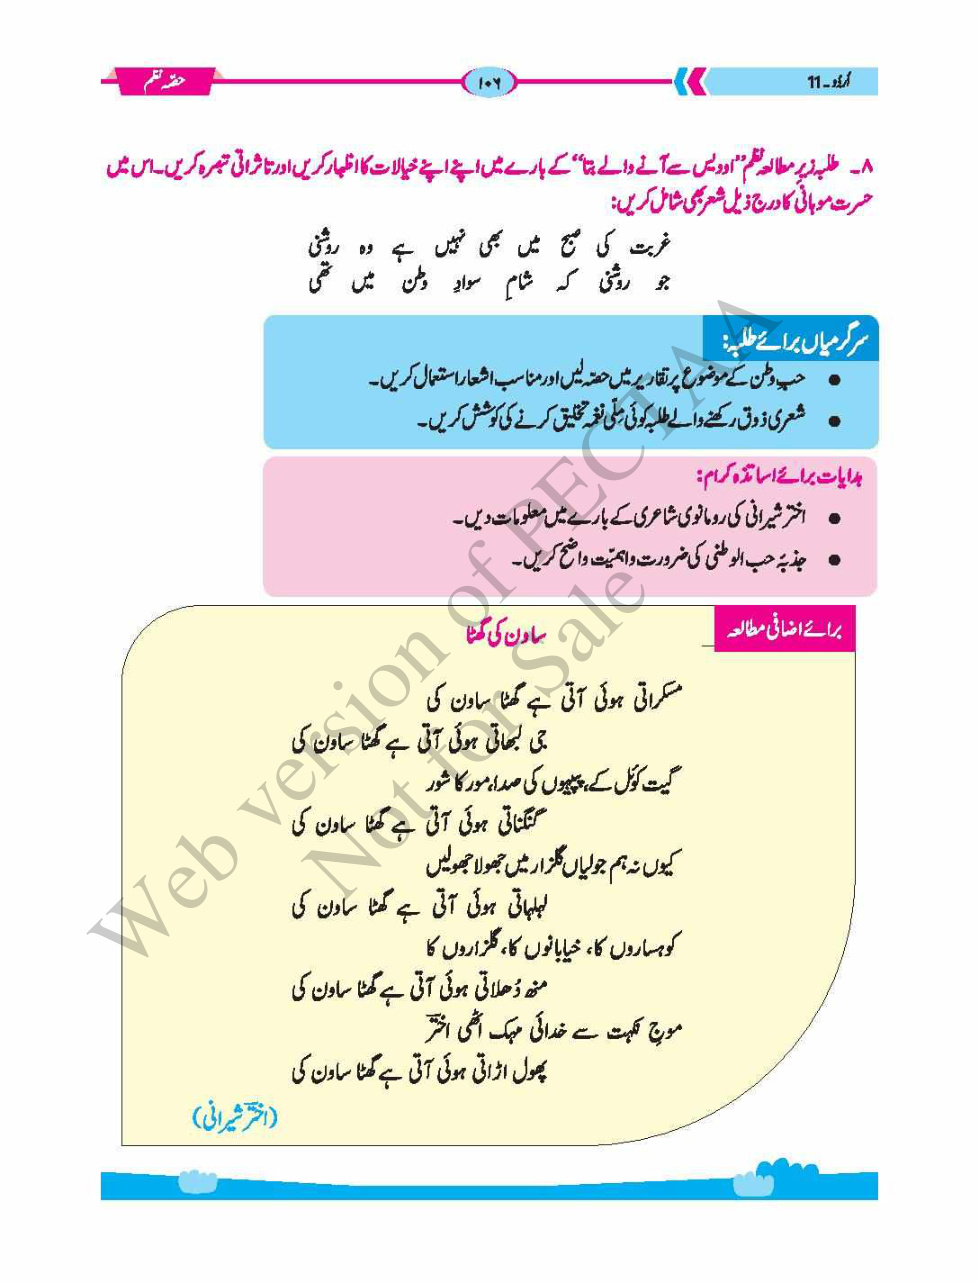 اُردُو۔11
۱۰۶
حصّہ نظم
۸۔ طلبہ زیرِ مطالعہ نظم ”او دیس سے آنے والے بتا“ کے بارے میں اپنے اپنے خیالات کا اظہار کریں اور تاثراتی تبصرہ کریں۔ اس میں
حسرت موہانی کا درج ذیل شعر بھی شامل کریں:
غربت کی صبح میں بھی نہیں ہے وہ روشنی
جو روشنی کہ شامِ سوادِ وطن میں تھی
سرگرمیاں برائے طلبہ:
● حبِ وطن کے موضوع پر تقاریر میں حصّہ لیں اور مناسب اشعار استعمال کریں۔
● شعری ذوق رکھنے والے طلبہ کوئی مِلّی نغمہ تخلیق کرنے کی کوشش کریں۔
ہدایات برائے اساتذہ کرام:
● اختر شیرانی کی رومانوی شاعری کے بارے میں معلومات دیں۔
● جذبۂ حب الوطنی کی ضرورت و اہمیّت واضح کریں۔
برائے اضافی مطالعہ
ساون کی گھٹا
مسکراتی ہوئی آتی ہے گھٹا ساون کی
جی لبھاتی ہوئی آتی ہے گھٹا ساون کی
گیت کوئل کے، پپیہوں کی صدا، مور کا شور
گنگناتی ہوئی آتی ہے گھٹا ساون کی
کیوں نہ ہم جولیاں گلزار میں جھولا جھولیں
لہلہاتی ہوئی آتی ہے گھٹا ساون کی
کوہساروں کا، خیابانوں کا، گلزاروں کا
منھ دُھلاتی ہوئی آتی ہے گھٹا ساون کی
موجِ نکہت سے خدائی مہک اٹھی اخترؔ
پھول اڑاتی ہوئی آتی ہے گھٹا ساون کی
(اخترؔ شیرانی)
Web version of PECTAA
Not for Sale